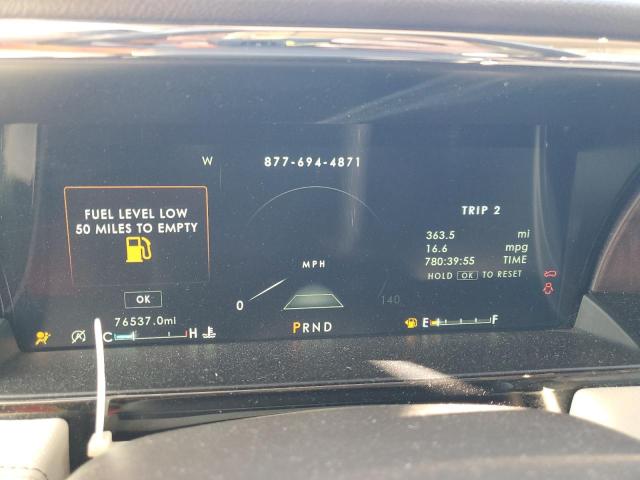 W 877-694-4871
FUEL LEVEL LOW
50 MILES TO EMPTY
OK
76537.0mi
C H
MPH
0 140
PRND
TRIP 2
363.5 mi
16.6 mpg
780:39:55 TIME
HOLD OK TO RESET
E F